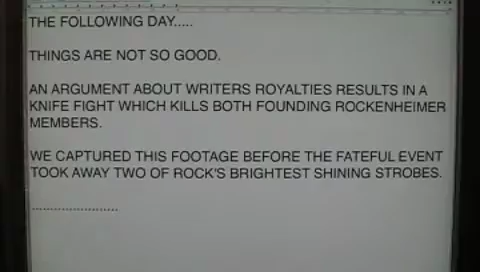 THE FOLLOWING DAY.....
THINGS ARE NOT SO GOOD.
AN ARGUMENT ABOUT WRITERS ROYALTIES RESULTS IN A
KNIFE FIGHT WHICH KILLS BOTH FOUNDING ROCKENHEIMER
MEMBERS.
WE CAPTURED THIS FOOTAGE BEFORE THE FATEFUL EVENT
TOOK AWAY TWO OF ROCK'S BRIGHTEST SHINING STROBES.
......................